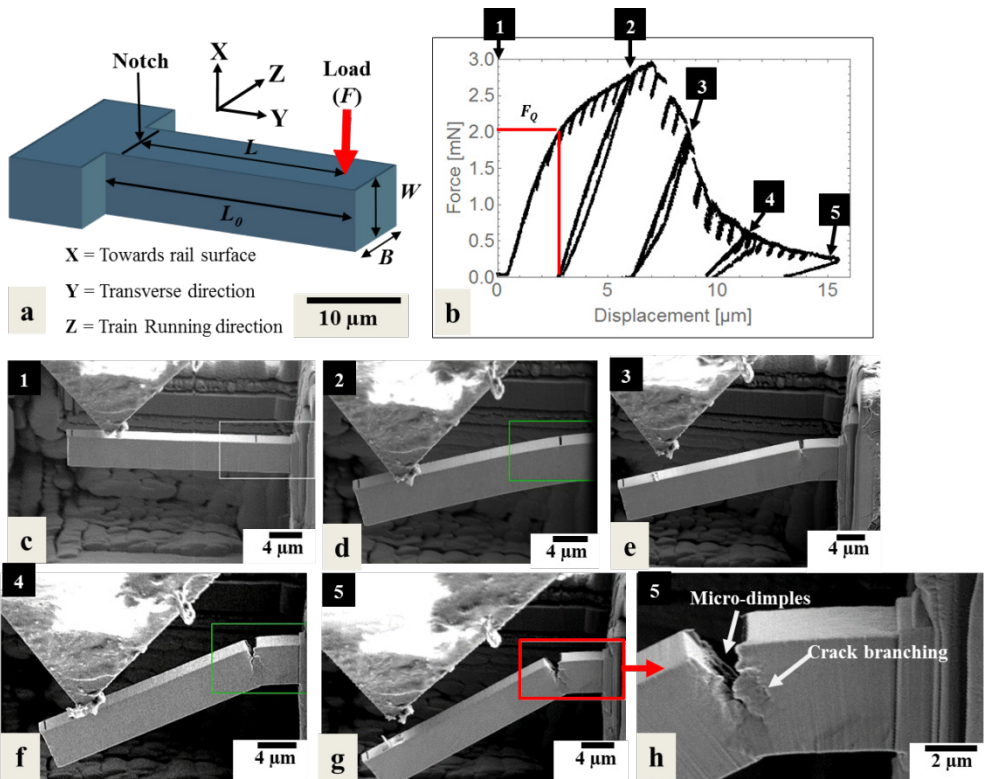 Notch
X
Z
Y
Load
(F)
L
L0
W
B
X = Towards rail surface
Y = Transverse direction
Z = Train Running direction
a
10 µm
1
2
3
4
5
FQ
Force [mN]
3.0
2.5
2.0
1.5
1.0
0.5
0.0
0
5
10
15
Displacement [µm]
b
1
c
4 µm
2
d
4 µm
3
e
4 µm
4
f
4 µm
5
g
4 µm
5
Micro-dimples
Crack branching
h
2 µm